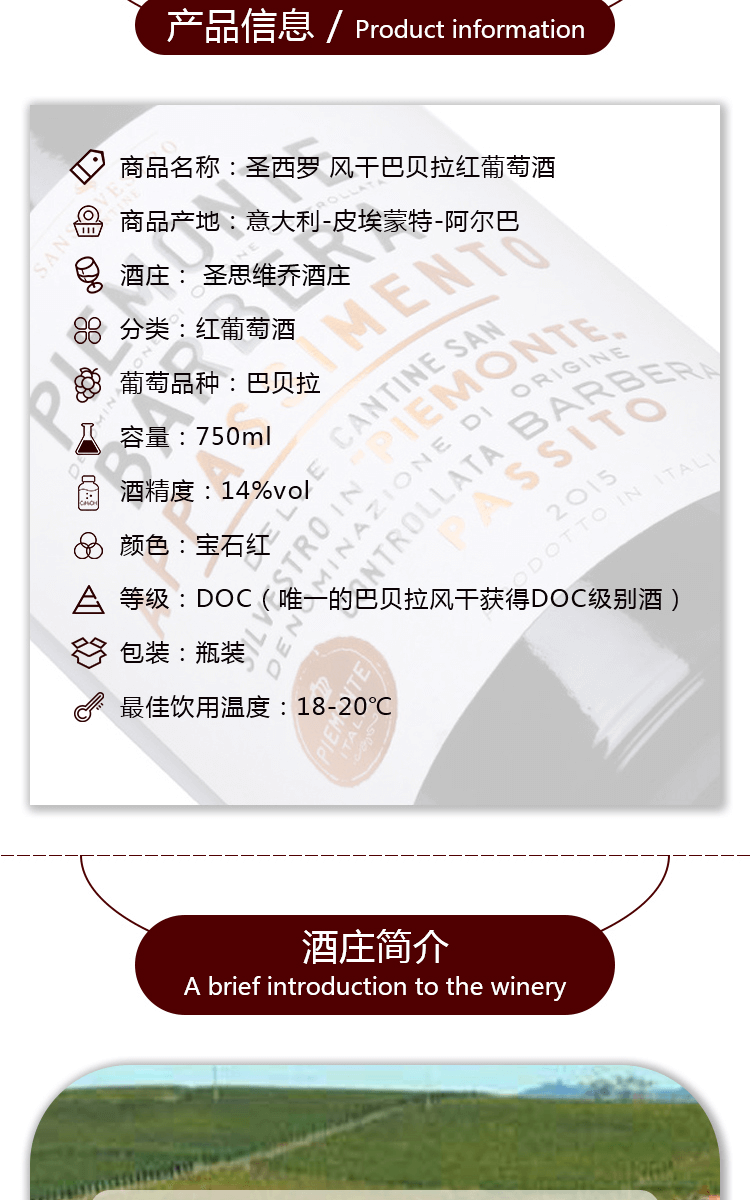 产品信息 / Product information
商品名称：圣西罗 风干巴贝拉红葡萄酒
商品产地：意大利-皮埃蒙特-阿尔巴
酒庄： 圣思维乔酒庄
分类：红葡萄酒
葡萄品种：巴贝拉
容量：750ml
酒精度：14%vol
颜色：宝石红
等级：DOC（唯一的巴贝拉风干获得DOC级别酒）
包装：瓶装
最佳饮用温度：18-20℃
PIEMONTE
BARBERA
APPASSIMENTO
DELLE CANTINE SAN
SILVESTRO IN "PIEMONTE"
DENOMINAZIONE DI ORIGINE
CONTROLLATA BARBERA
PASSITO
2015
PIEMONTE
ITALIA
酒庄简介
A brief introduction to the winery